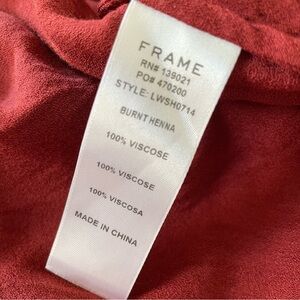 FRAME
RN# 139021
PO# 470200
STYLE: LWSH0714
BURNT HENNA
100% VISCOSE
100% VISCOSE
100% VISCOSA
MADE IN CHINA